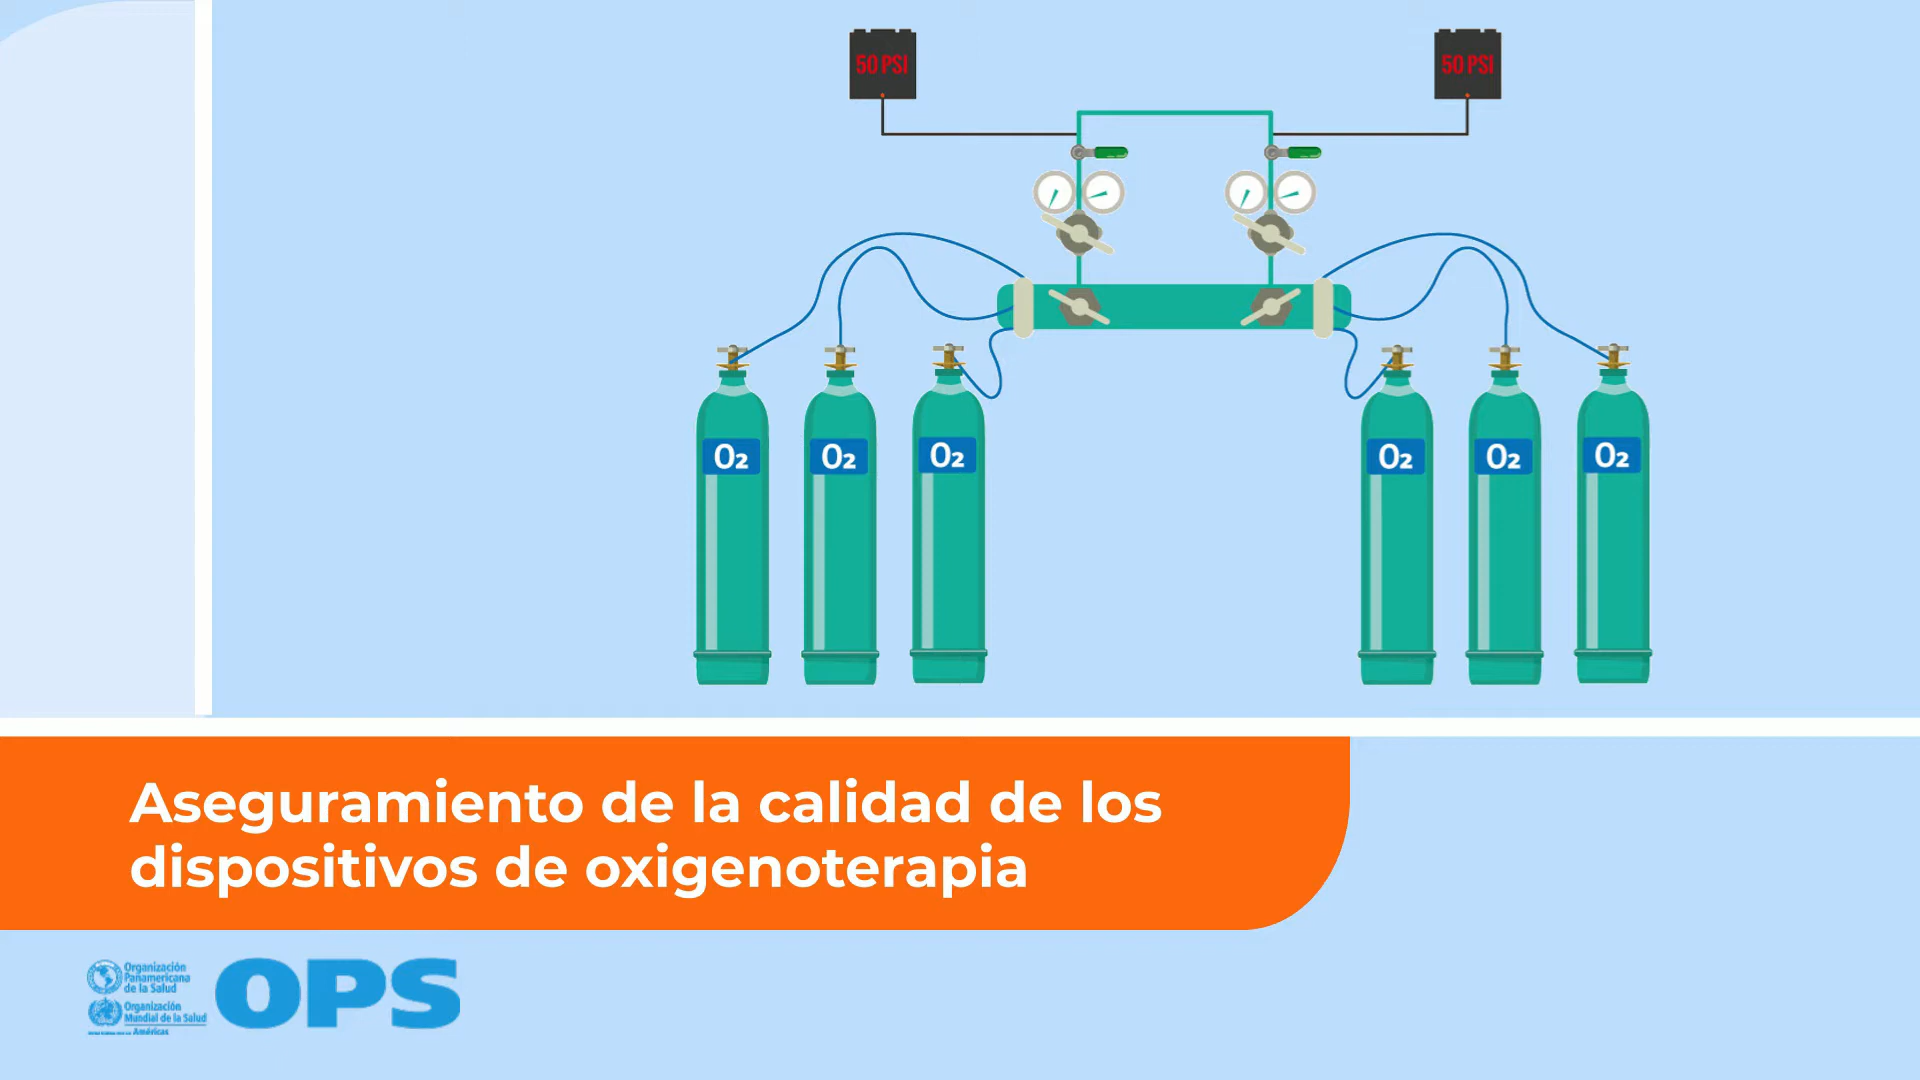 50 PSI
50 PSI
O₂
O₂
O₂
O₂
O₂
O₂
Aseguramiento de la calidad de los
dispositivos de oxigenoterapia
Organización
Panamericana
de la Salud
Organización
Mundial de la Salud
Américas
OPS